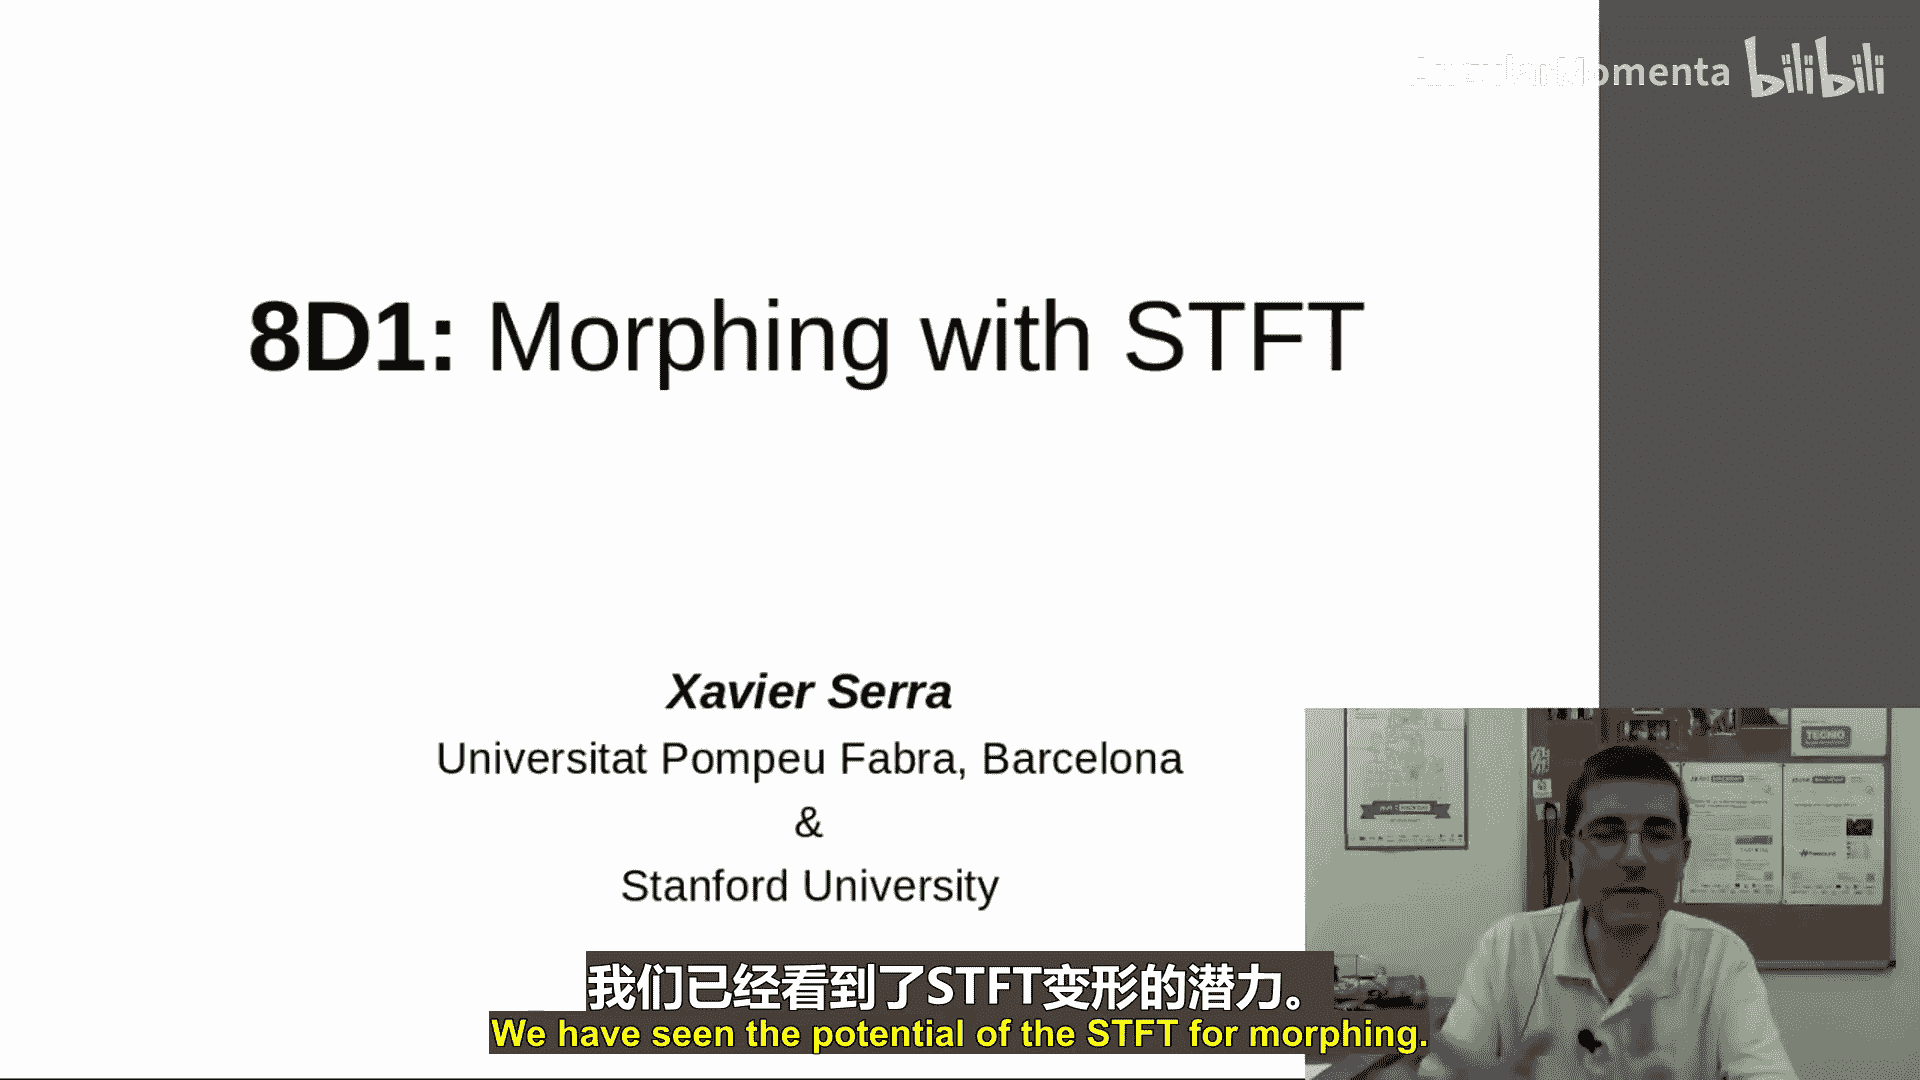 omenta bilibili
8D1: Morphing with STFT
Xavier Serra
Universitat Pompeu Fabra, Barcelona
&
Stanford University
TECNIO
我们已经看到了STFT变形的潜力。
We have seen the potential of the STFT for morphing.